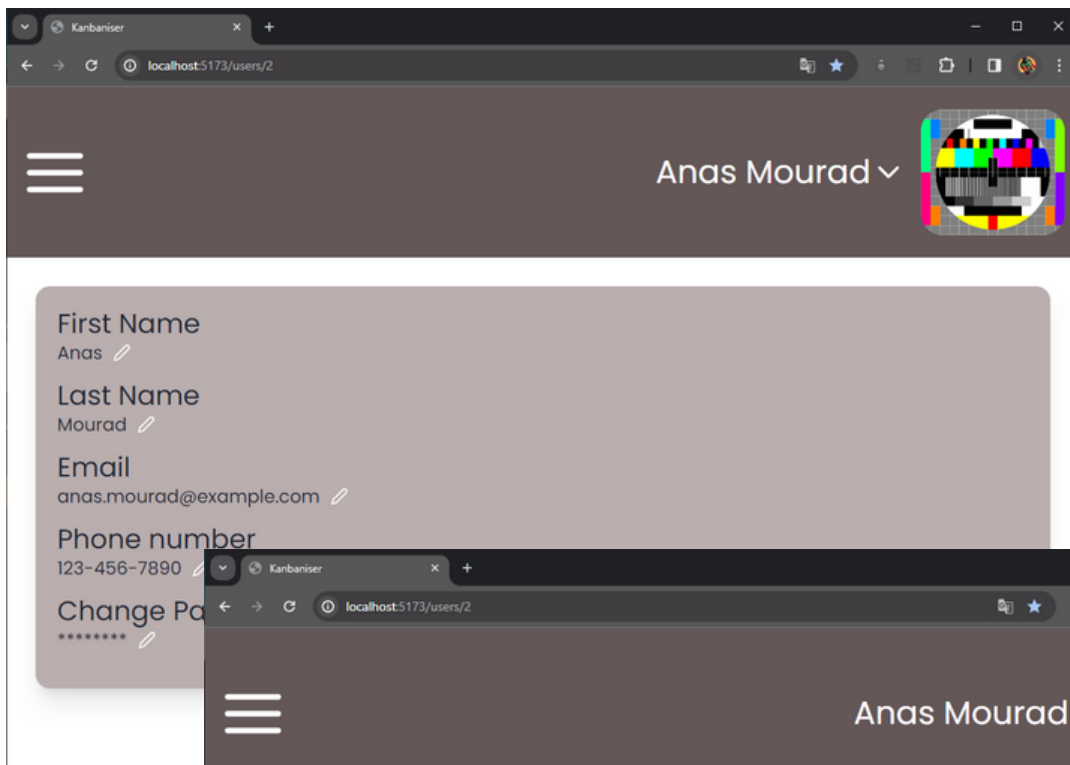 Kanbaniser
localhost:5173/users/2
Anas Mourad
First Name
Anas
Last Name
Mourad
Email
anas.mourad@example.com
Phone number
123-456-7890
Change Pa
********
Kanbaniser
localhost:5173/users/2
Anas Mourad